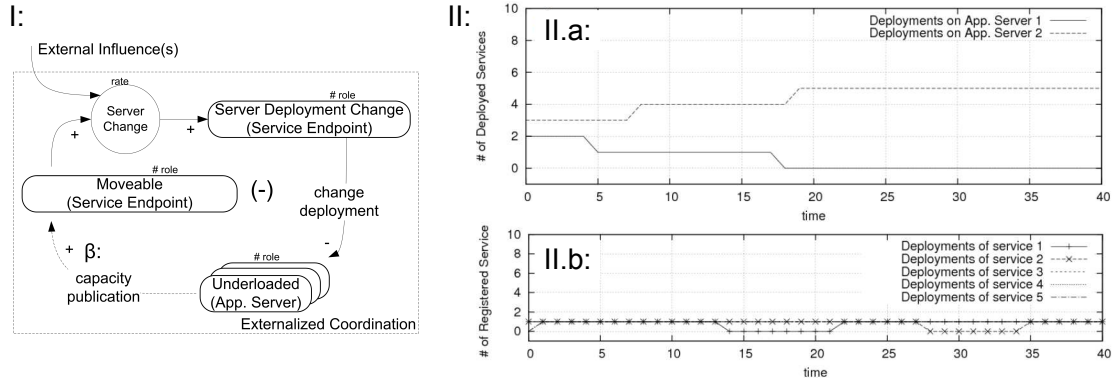 I:
External Influence(s)
rate
Server
Change
+
+
# role
Server Deployment Change
(Service Endpoint)
# role
Moveable
(Service Endpoint)
(-)
change
deployment
-
+ β:
capacity
publication
# role
Underloaded
(App. Server)
Externalized Coordination
II:
II.a:
Deployments on App. Server 1
Deployments on App. Server 2
# of Deployed Services
10
8
6
4
2
0
0 5 10 15 20 25 30 35 40
time
II.b:
Deployments of service 1
Deployments of service 2
Deployments of service 3
Deployments of service 4
Deployments of service 5
# of Registered Service
10
8
6
4
2
0
0 5 10 15 20 25 30 35 40
time